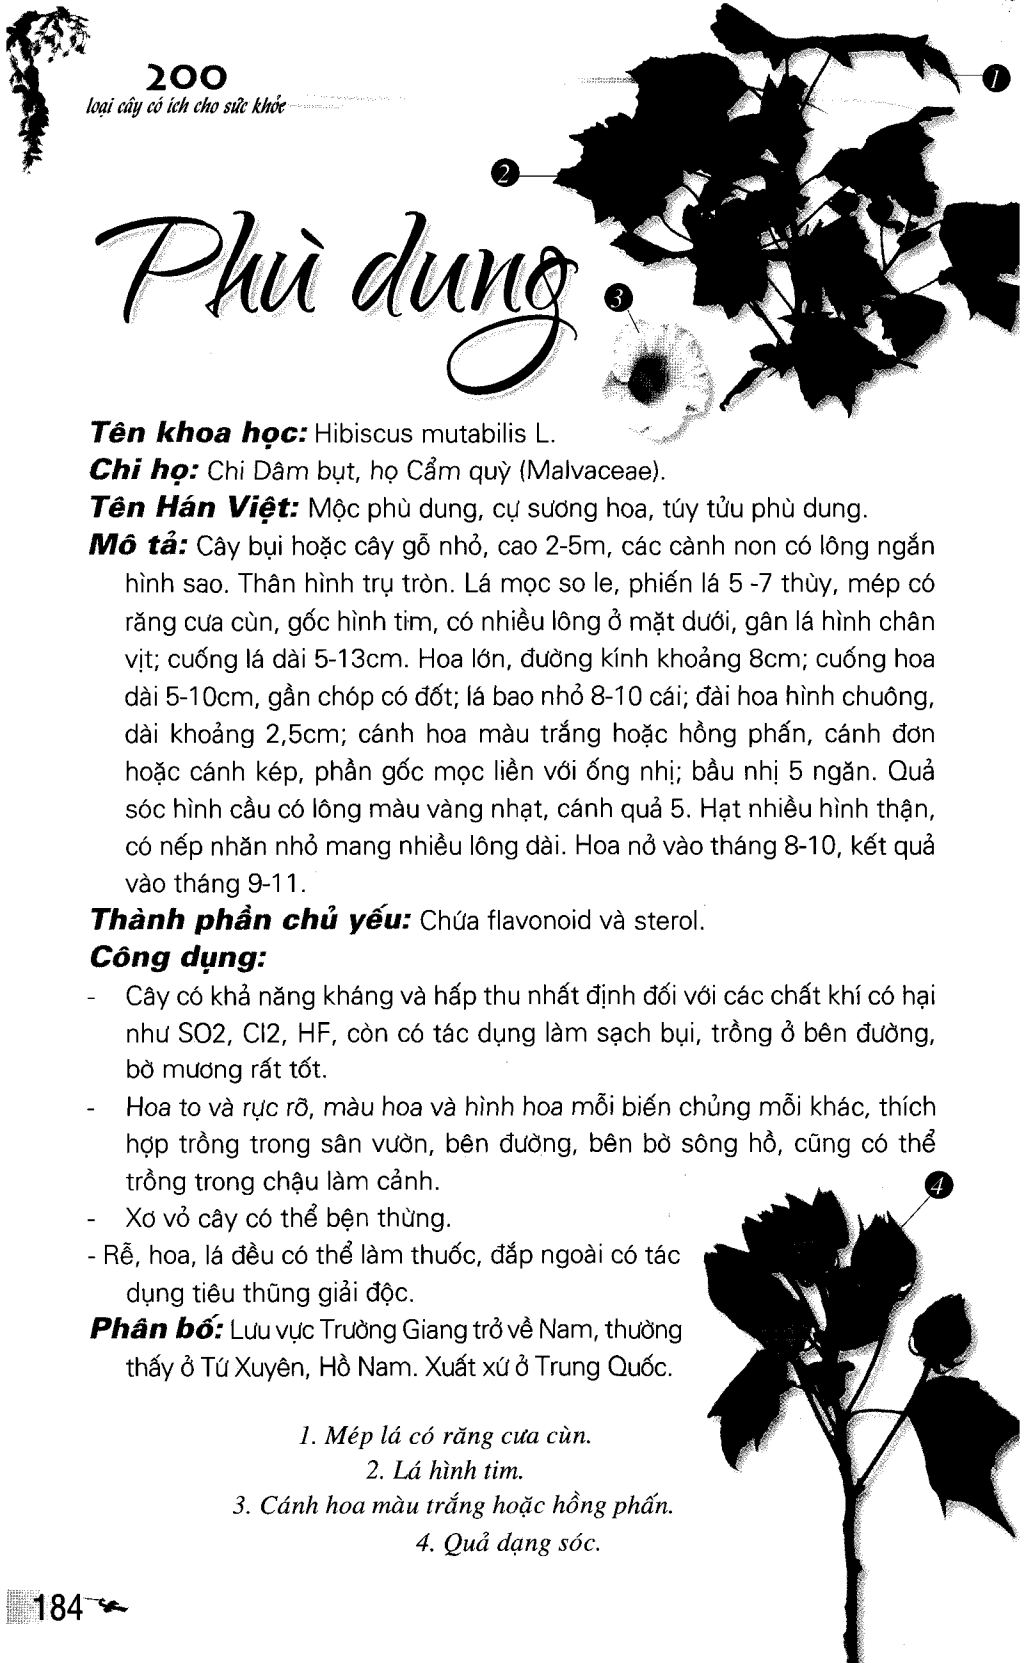 200
loại cây có ích cho sức khỏe
1
2
Phù dung
3
Tên khoa học: Hibiscus mutabilis L.
Chi họ: Chi Dâm bụt, họ Cẩm quỳ (Malvaceae).
Tên Hán Việt: Mộc phù dung, cự sương hoa, túy tửu phù dung.
Mô tả: Cây bụi hoặc cây gỗ nhỏ, cao 2-5m, các cành non có lông ngắn
hình sao. Thân hình trụ tròn. Lá mọc so le, phiến lá 5 -7 thùy, mép có
răng cưa cùn, gốc hình tim, có nhiều lông ở mặt dưới, gân lá hình chân
vịt; cuống lá dài 5-13cm. Hoa lớn, đường kính khoảng 8cm; cuống hoa
dài 5-10cm, gần chóp có đốt; lá bao nhỏ 8-10 cái; đài hoa hình chuông,
dài khoảng 2,5cm; cánh hoa màu trắng hoặc hồng phấn, cánh đơn
hoặc cánh kép, phần gốc mọc liền với ống nhị; bầu nhị 5 ngăn. Quả
sóc hình cầu có lông màu vàng nhạt, cánh quả 5. Hạt nhiều hình thận,
có nếp nhăn nhỏ mang nhiều lông dài. Hoa nở vào tháng 8-10, kết quả
vào tháng 9-11.
Thành phần chủ yếu: Chứa flavonoid và sterol.
Công dụng:
- Cây có khả năng kháng và hấp thu nhất định đối với các chất khí có hại
như SO2, Cl2, HF, còn có tác dụng làm sạch bụi, trồng ở bên đường,
bờ mương rất tốt.
- Hoa to và rực rỡ, màu hoa và hình hoa mỗi biến chủng mỗi khác, thích
hợp trồng trong sân vườn, bên đường, bên bờ sông hồ, cũng có thể
trồng trong chậu làm cảnh.
4
- Xơ vỏ cây có thể bện thừng.
- Rễ, hoa, lá đều có thể làm thuốc, đắp ngoài có tác
dụng tiêu thũng giải độc.
Phân bố: Lưu vực Trường Giang trở về Nam, thường
thấy ở Tứ Xuyên, Hồ Nam. Xuất xứ ở Trung Quốc.
1. Mép lá có răng cưa cùn.
2. Lá hình tim.
3. Cánh hoa màu trắng hoặc hồng phấn.
4. Quả dạng sóc.
184